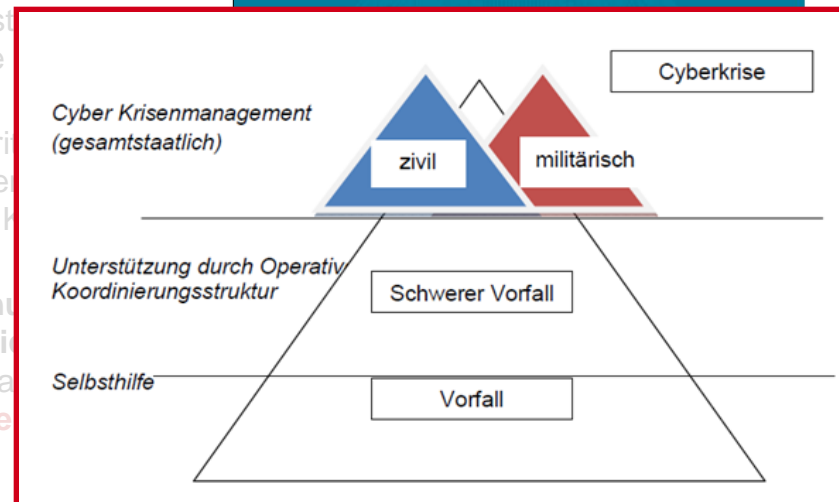 Cyberkrise
Cyber Krisenmanagement
(gesamtstaatlich)
zivil
militärisch
Unterstützung durch Operativ
Koordinierungsstruktur
Schwerer Vorfall
Selbsthilfe
Vorfall